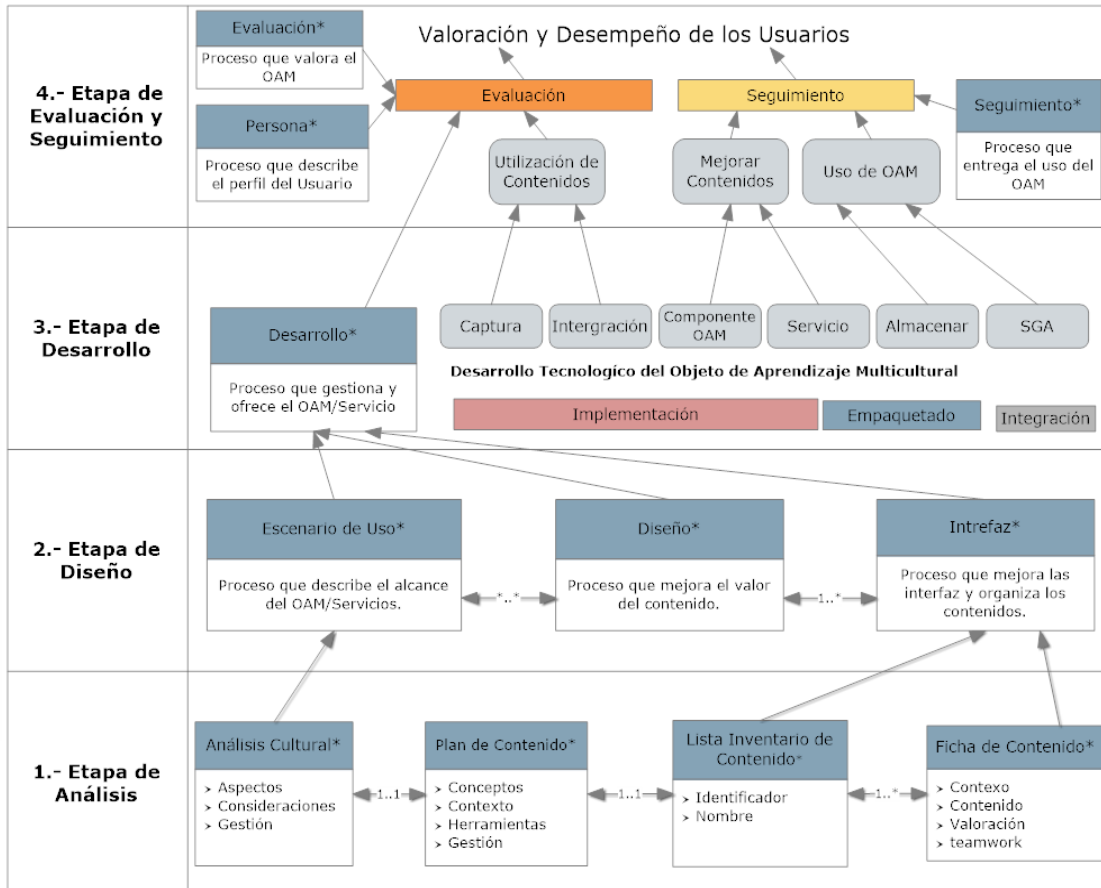 4.- Etapa de
Evaluación y
Seguimiento
Evaluación*
Proceso que valora el
OAM
Persona*
Proceso que describe
el perfil del Usuario
Valoración y Desempeño de los Usuarios
Evaluación
Seguimiento
Seguimiento*
Proceso que
entrega el uso del
OAM
Utilización de
Contenidos
Mejorar
Contenidos
Uso de OAM
3.- Etapa de
Desarrollo
Desarrollo*
Proceso que gestiona y
ofrece el OAM/Servicio
Captura
Intergración
Componente
OAM
Servicio
Almacenar
SGA
Desarrollo Tecnologíco del Objeto de Aprendizaje Multicultural
Implementación
Empaquetado
Integración
2.- Etapa de
Diseño
Escenario de Uso*
Proceso que describe el alcance
del OAM/Servicios.
*..*
Diseño*
Proceso que mejora el valor
del contenido.
1..*
Intrefaz*
Proceso que mejora las
interfaz y organiza los
contenidos.
1.- Etapa de
Análisis
Análisis Cultural*
➤ Aspectos
➤ Consideraciones
➤ Gestión
1..1
Plan de Contenido*
➤ Conceptos
➤ Contexto
➤ Herramientas
➤ Gestión
1..1
Lista Inventario de
Contenido*
➤ Identificador
➤ Nombre
1..*
Ficha de Contenido*
➤ Contexo
➤ Contenido
➤ Valoración
➤ teamwork